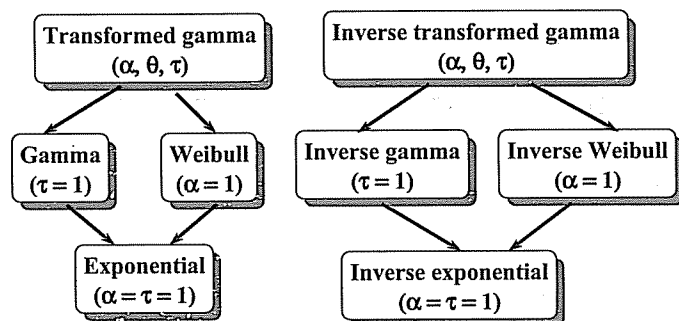 Transformed gamma
(α, θ, τ)
Inverse transformed gamma
(α, θ, τ)
Gamma
(τ = 1)
Weibull
(α = 1)
Inverse gamma
(τ = 1)
Inverse Weibull
(α = 1)
Exponential
(α = τ = 1)
Inverse exponential
(α = τ = 1)